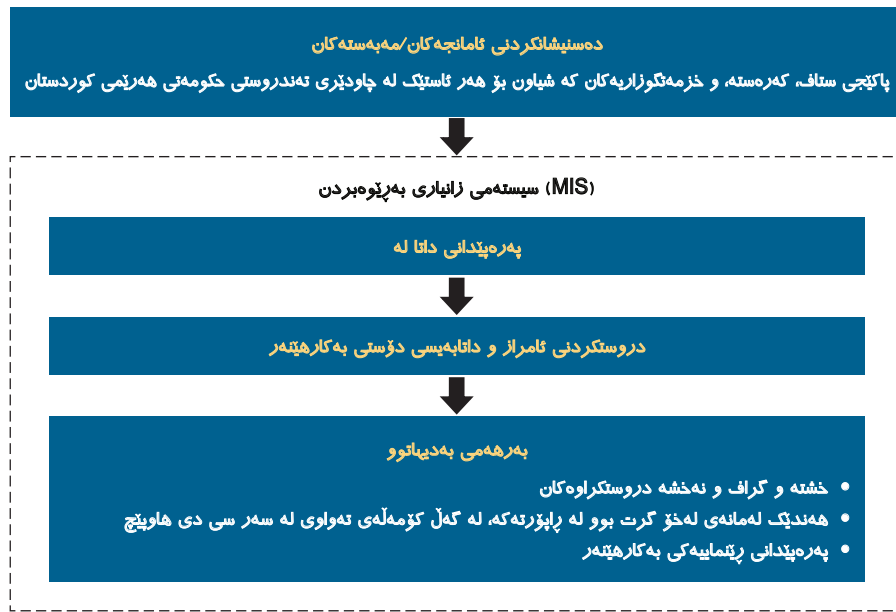 دەسنیشانکردنی ئامانجەکان/مەبەستەکان
پاکێجی ستاف، کەرەستە، و خزمەتگوزاریەکان کە شیاون بۆ هەر ئاستێک لە چاودێری تەندروستی حکومەتی هەرێمی کوردستان
سیستەمی زانیاری بەڕێوەبردن (MIS)
پەرەپێدانی داتا لە
دروستکردنی ئامراز و داتابەیسی دۆستی بەکارهێنەر
بەرهەمی بەدیهاتوو
• خشتە و گراف و نەخشە دروستکراوەکان
• هەندێک لەمانەی لەخۆ گرت بوو لە ڕاپۆرتەکە، لە گەڵ کۆمەڵەی تەواوی لە سەر سی دی هاوپێچ
• پەرەپێدانی ڕێنماییەکی بەکارهێنەر